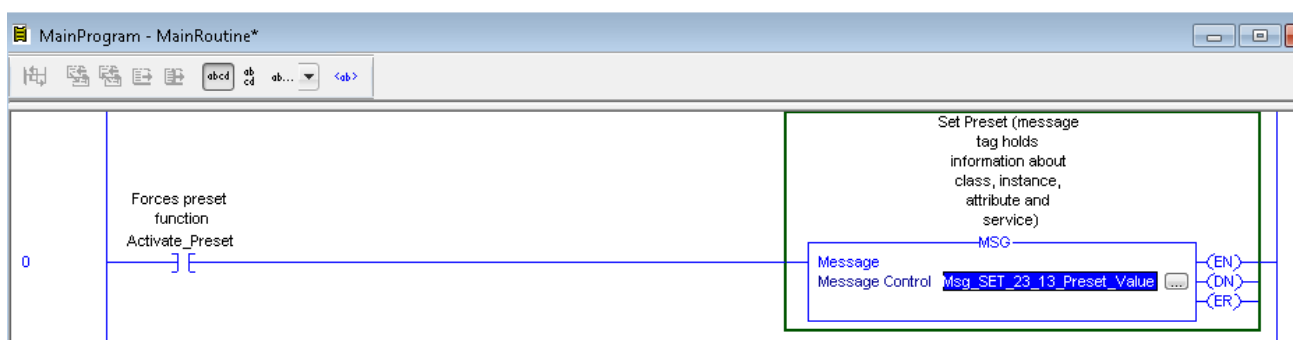 MainProgram - MainRoutine*
abcd
ab
cd
ab...
<ab>
Set Preset (message
tag holds
information about
class, instance,
attribute and
service)
Forces preset
function
Activate_Preset
MSG
0
Message
Message Control Msg_SET_23_13_Preset_Value ...
EN
DN
ER